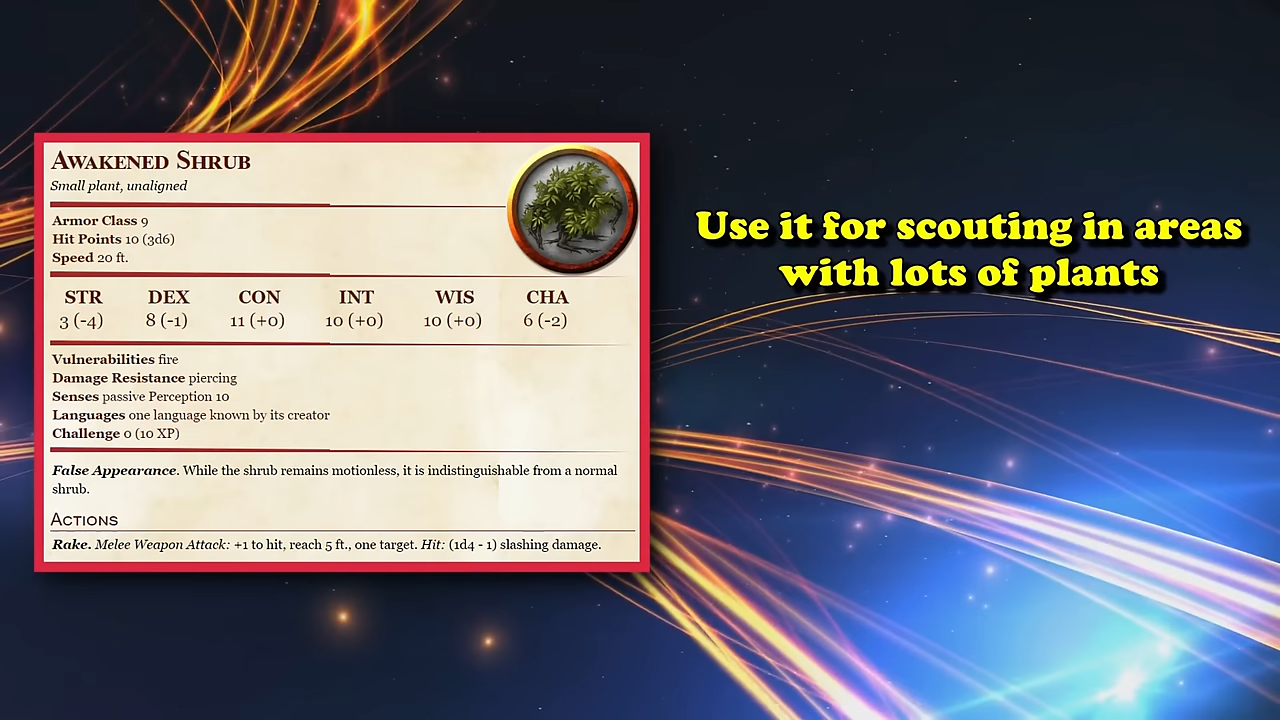 Awakened Shrub
Small plant, unaligned
Armor Class 9
Hit Points 10 (3d6)
Speed 20 ft.
STR DEX CON INT WIS CHA
3 (-4) 8 (-1) 11 (+0) 10 (+0) 10 (+0) 6 (-2)
Vulnerabilities fire
Damage Resistance piercing
Senses passive Perception 10
Languages one language known by its creator
Challenge 0 (10 XP)
False Appearance. While the shrub remains motionless, it is indistinguishable from a normal
shrub.
Actions
Rake. Melee Weapon Attack: +1 to hit, reach 5 ft., one target. Hit: (1d4 - 1) slashing damage.
Use it for scouting in areas
with lots of plants